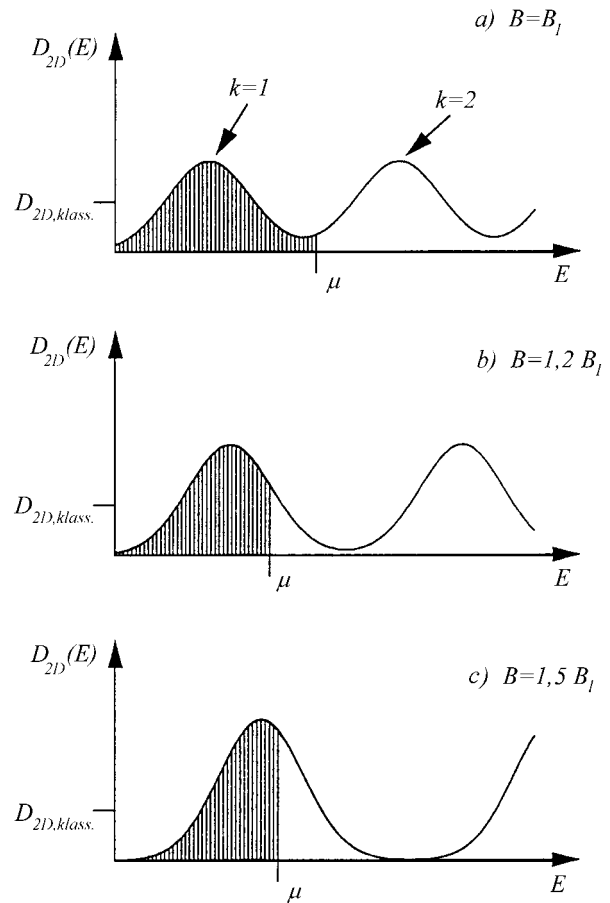 a) B=B₁
D₂D(E)
k=1
k=2
D₂D,klass.
μ
E
b) B=1,2 B₁
D₂D(E)
D₂D,klass.
μ
E
c) B=1,5 B₁
D₂D(E)
D₂D,klass.
μ
E